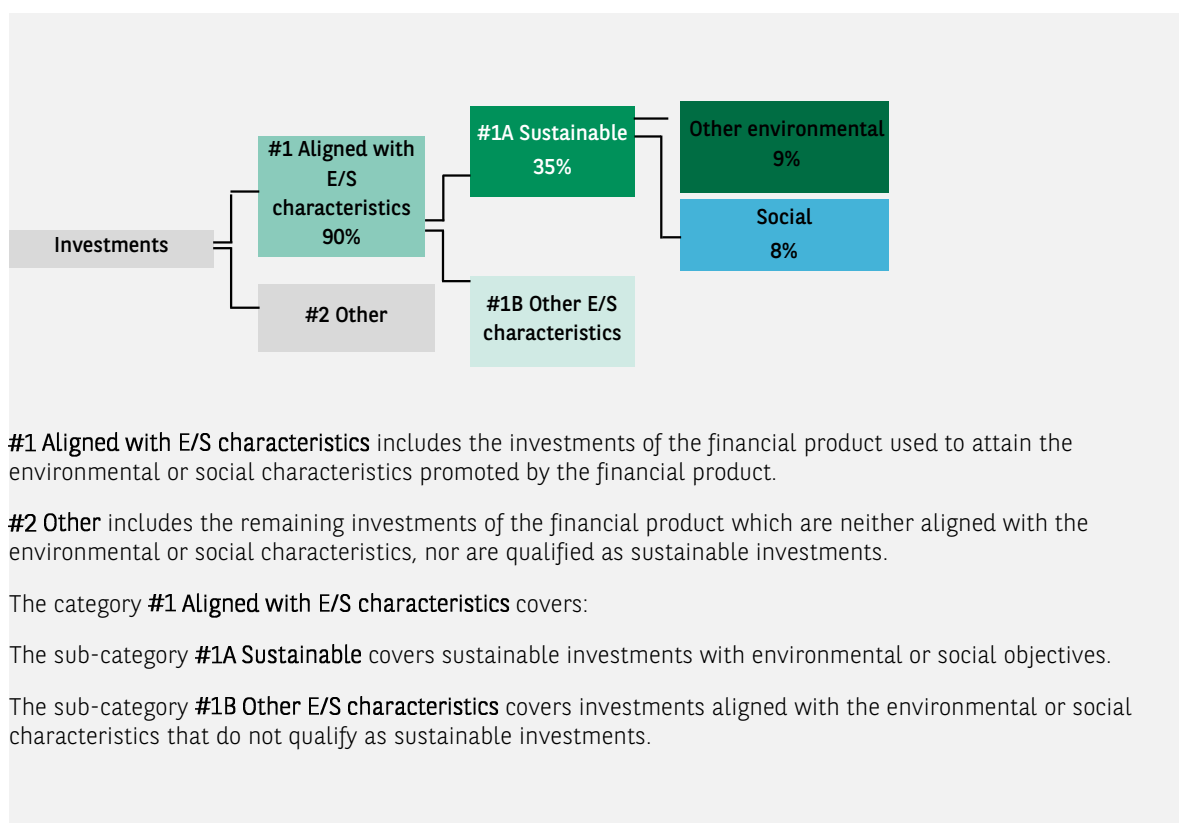 Investments
#1 Aligned with
E/S
characteristics
90%
#2 Other
#1A Sustainable
35%
#1B Other E/S
characteristics
Other environmental
9%
Social
8%
#1 Aligned with E/S characteristics includes the investments of the financial product used to attain the
environmental or social characteristics promoted by the financial product.
#2 Other includes the remaining investments of the financial product which are neither aligned with the
environmental or social characteristics, nor are qualified as sustainable investments.
The category #1 Aligned with E/S characteristics covers:
The sub-category #1A Sustainable covers sustainable investments with environmental or social objectives.
The sub-category #1B Other E/S characteristics covers investments aligned with the environmental or social
characteristics that do not qualify as sustainable investments.